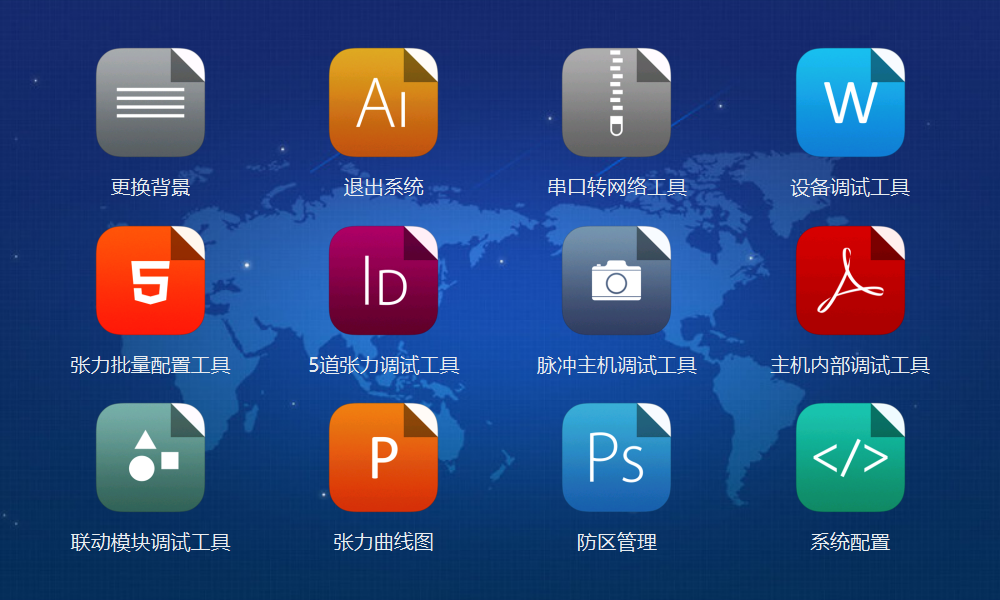 Ai
W
更换背景
退出系统
串口转网络工具
设备调试工具
5
ID
张力批量配置工具
5道张力调试工具
脉冲主机调试工具
主机内部调试工具
P
Ps
</>
联动模块调试工具
张力曲线图
防区管理
系统配置